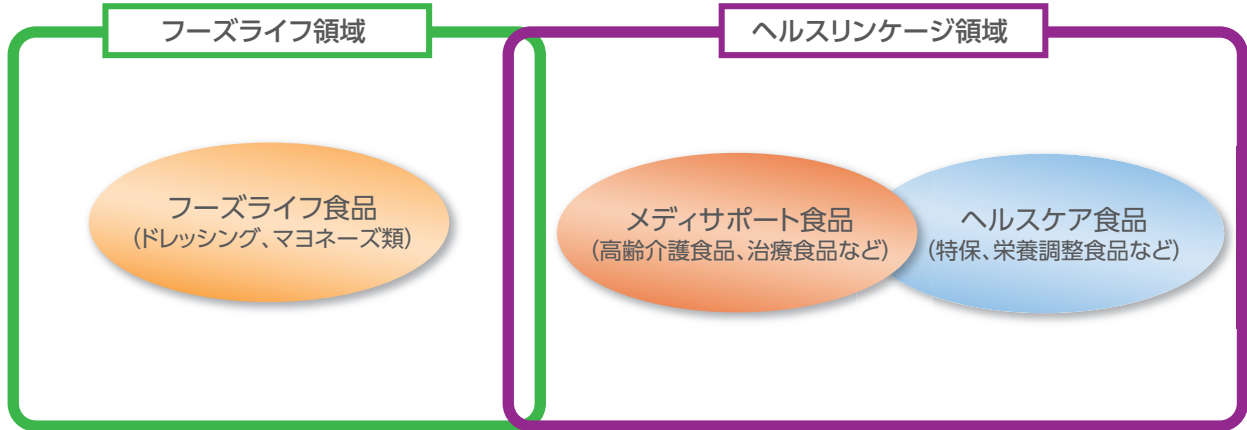 フーズライフ領域
ヘルスリンケージ領域
フーズライフ食品
(ドレッシング、マヨネーズ類)
メディサポート食品
(高齢介護食品、治療食品など)
ヘルスケア食品
(特保、栄養調整食品など)